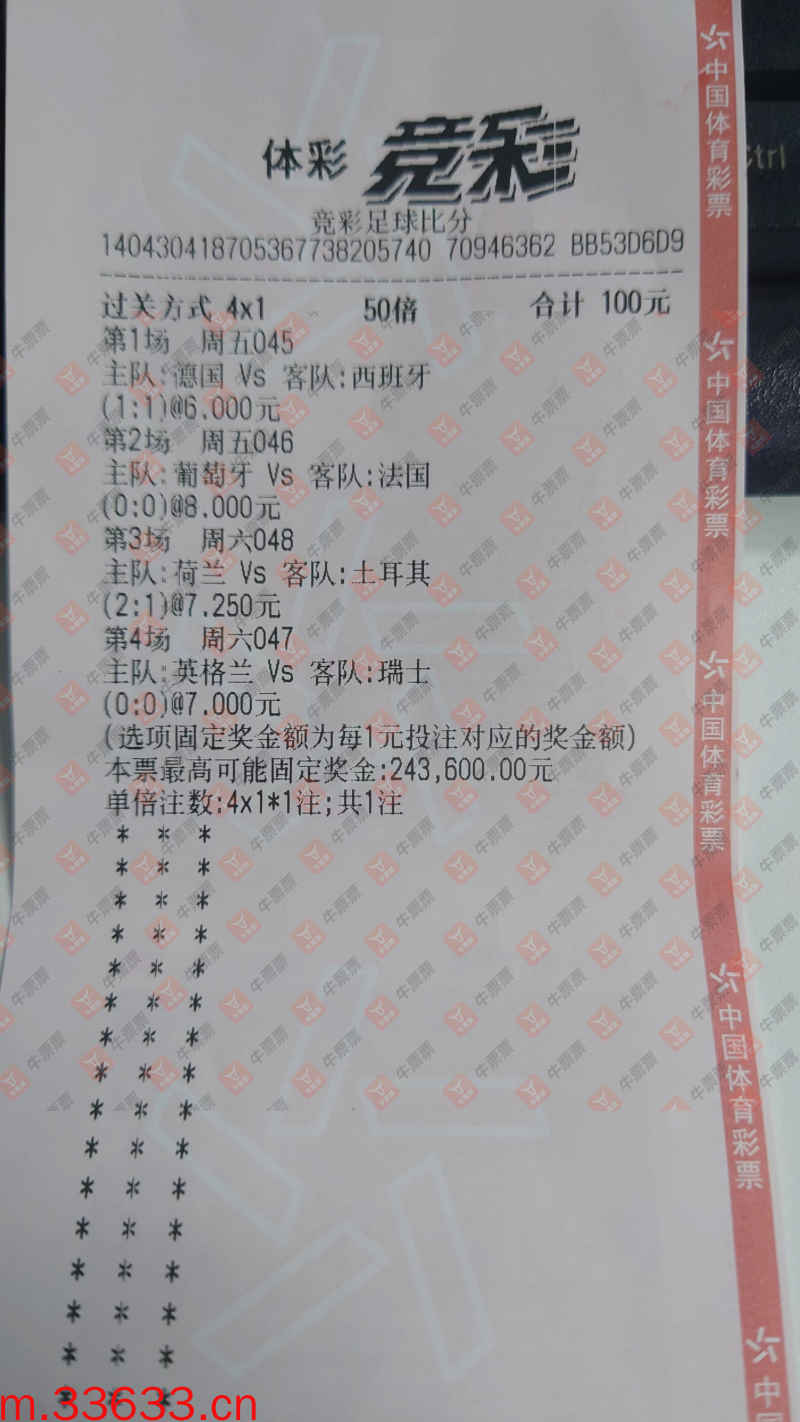 体彩 竞彩
竞彩足球比分
140430418705367738205740 70946362 BB53D6D9
过关方式 4x1 50倍 合计 100元
第1场 周五045
主队:德国 Vs 客队:西班牙
(1:1)@6.000元
第2场 周五046
主队:葡萄牙 Vs 客队:法国
(0:0)@8.000元
第3场 周六048
主队:荷兰 Vs 客队:土耳其
(2:1)@7.250元
第4场 周六047
主队:英格兰 Vs 客队:瑞士
(0:0)@7.000元
(选项固定奖金额为每1元投注对应的奖金额)
本票最高可能固定奖金:243,600.00元
单倍注数:4x1*1注;共1注
中国体育彩票
中国体育彩票
中国体育彩票
中国体育彩票
中国
Ctrl
牛票票
m.33633.cn